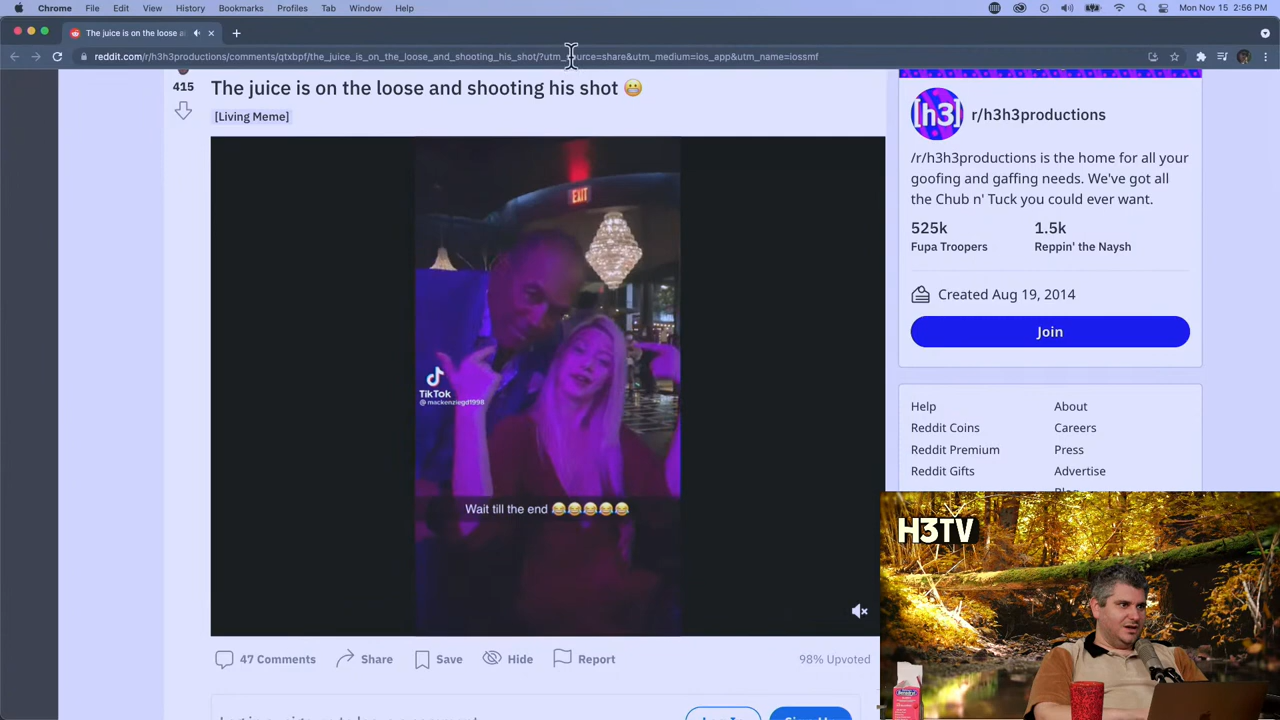 Chrome File Edit View History Bookmarks Profiles Tab Window Help
Mon Nov 15 2:56 PM
The juice is on the loose and
reddit.com/r/h3h3productions/comments/qtxbpf/the_juice_is_on_the_loose_and_shooting_his_shot/?utm_source=share&utm_medium=ios_app&utm_name=iossmf
415
The juice is on the loose and shooting his shot 😬
[Living Meme]
EXIT
TikTok
@mackenziegd1998
Wait till the end 😂😂😂😂😂
47 Comments Share Save Hide Report
98% Upvoted
[h3] r/h3h3productions
/r/h3h3productions is the home for all your
goofing and gaffing needs. We've got all
the Chub n' Tuck you could ever want.
525k 1.5k
Fupa Troopers Reppin' the Naysh
Created Aug 19, 2014
Join
Help About
Reddit Coins Careers
Reddit Premium Press
Reddit Gifts Advertise
H3TV